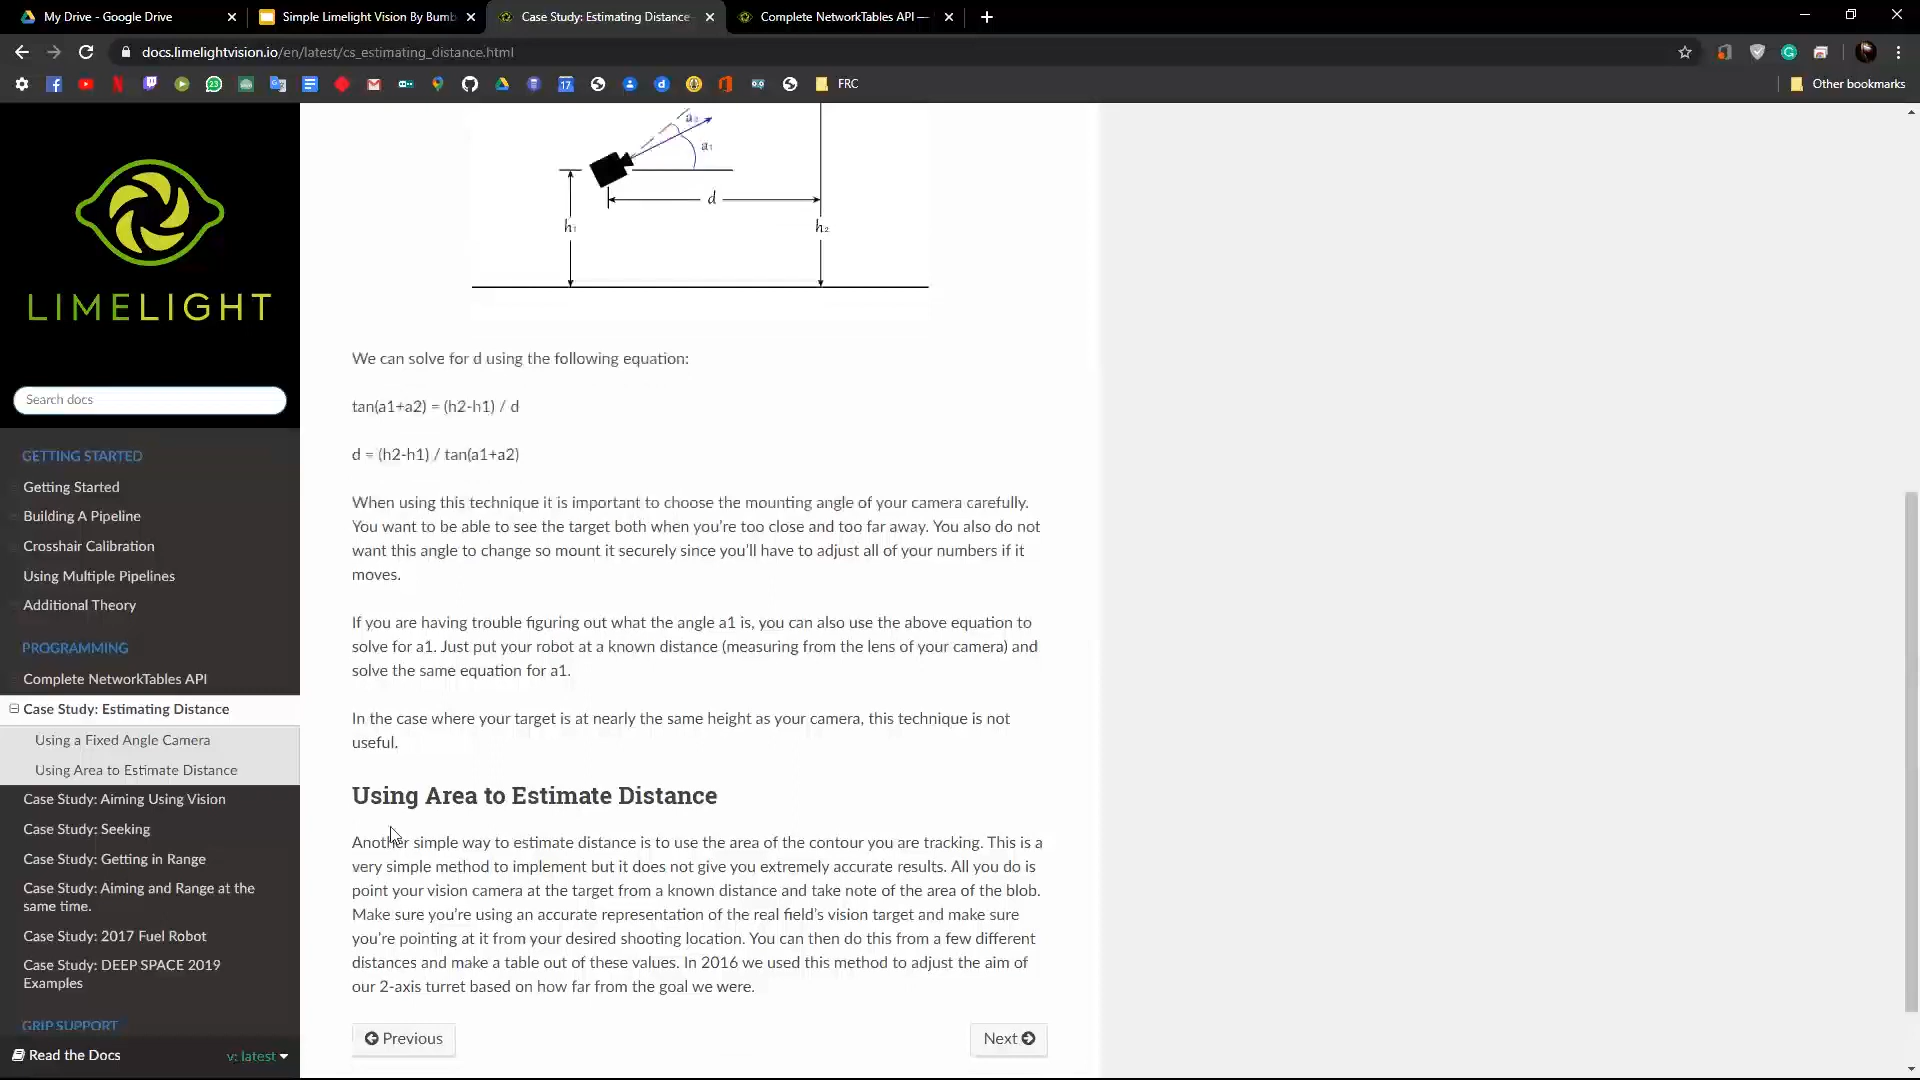 My Drive - Google Drive
Simple Limelight Vision By Bumb
Case Study: Estimating Distance
Complete NetworkTables API —
docs.limelightvision.io/en/latest/cs_estimating_distance.html
23
17
FRC
Other bookmarks
LIMELIGHT
Search docs
GETTING STARTED
Getting Started
Building A Pipeline
Crosshair Calibration
Using Multiple Pipelines
Additional Theory
PROGRAMMING
Complete NetworkTables API
Case Study: Estimating Distance
Using a Fixed Angle Camera
Using Area to Estimate Distance
Case Study: Aiming Using Vision
Case Study: Seeking
Case Study: Getting in Range
Case Study: Aiming and Range at the
same time.
Case Study: 2017 Fuel Robot
Case Study: DEEP SPACE 2019
Examples
GRIP SUPPORT
Read the Docs
v: latest
a2
a1
d
h1
h2
We can solve for d using the following equation:
tan(a1+a2) = (h2-h1) / d
d = (h2-h1) / tan(a1+a2)
When using this technique it is important to choose the mounting angle of your camera carefully.
You want to be able to see the target both when you're too close and too far away. You also do not
want this angle to change so mount it securely since you'll have to adjust all of your numbers if it
moves.
If you are having trouble figuring out what the angle a1 is, you can also use the above equation to
solve for a1. Just put your robot at a known distance (measuring from the lens of your camera) and
solve the same equation for a1.
In the case where your target is at nearly the same height as your camera, this technique is not
useful.
Using Area to Estimate Distance
Another simple way to estimate distance is to use the area of the contour you are tracking. This is a
very simple method to implement but it does not give you extremely accurate results. All you do is
point your vision camera at the target from a known distance and take note of the area of the blob.
Make sure you're using an accurate representation of the real field's vision target and make sure
you're pointing at it from your desired shooting location. You can then do this from a few different
distances and make a table out of these values. In 2016 we used this method to adjust the aim of
our 2-axis turret based on how far from the goal we were.
Previous
Next